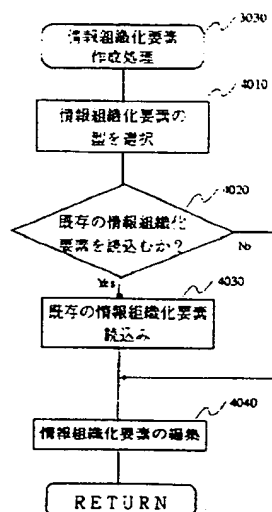 3030
情報組織化要素
作成処理
4010
情報組織化要素の
型を選択
4020
既存の情報組織化
要素を読込むか?
No
Yes
4030
既存の情報組織化要素
読込み
4040
情報組織化要素の編集
RETURN